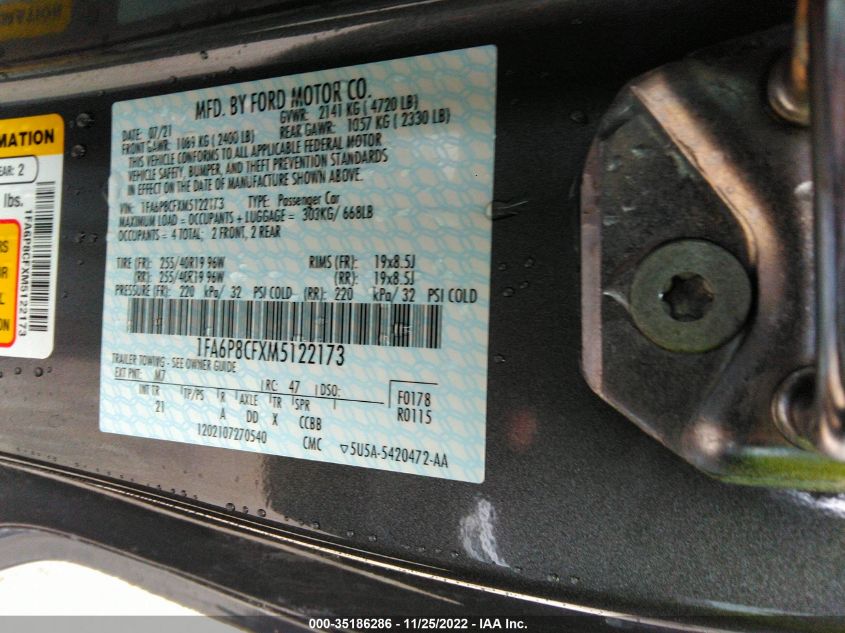 MFD. BY FORD MOTOR CO.
DATE: 07/21 GVWR: 2141 KG ( 4720 LB)
FRONT GAWR: 1089 KG ( 2400 LB) REAR GAWR: 1057 KG ( 2330 LB)
THIS VEHICLE CONFORMS TO ALL APPLICABLE FEDERAL MOTOR
VEHICLE SAFETY, BUMPER, AND THEFT PREVENTION STANDARDS
IN EFFECT ON THE DATE OF MANUFACTURE SHOWN ABOVE.
VIN: 1FA6P8CFXM5122173 TYPE: Passenger Car
MAXIMUM LOAD = OCCUPANTS + LUGGAGE = 303KG/ 668LB
OCCUPANTS = 4 TOTAL: 2 FRONT, 2 REAR
TIRE (FR): 255/40R19 96W RIMS (FR): 19x8.5J
(RR): 255/40R19 96W (RR): 19x8.5J
PRESSURE (FR): 220 kPa/ 32 PSI COLD (RR): 220 kPa/ 32 PSI COLD
1FA6P8CFXM5122173
TRAILER TOWING - SEE OWNER GUIDE
EXT PNT: M7 RC: 47 DSO:
INT TR TP/PS R AXLE TR SPR F0178
21 A DD X CCBB R0115
1202107270540 CMC ▽5U5A-5420472-AA
RMATION
EAR: 2
lbs.
1FA6P8CFXM5122173
RS
OR
L
ON
000-35186286 - 11/25/2022 - IAA Inc.